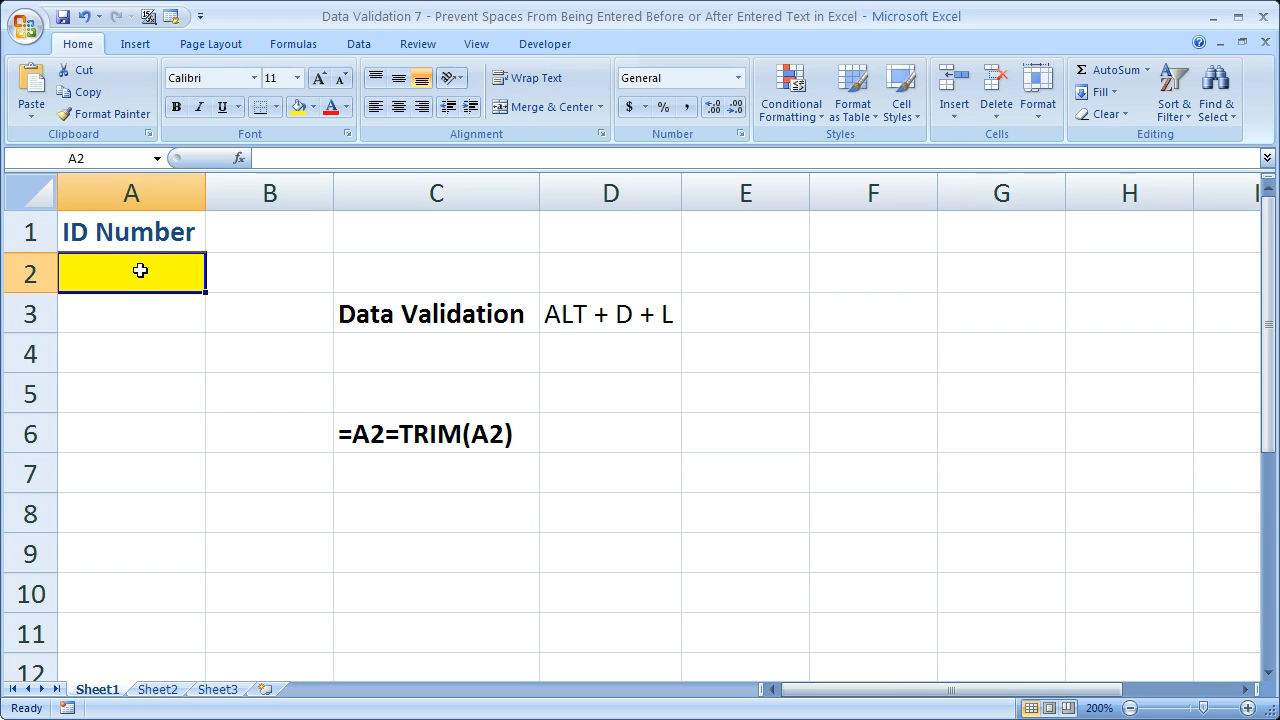 Data Validation 7 - Prevent Spaces From Being Entered Before or After Entered Text in Excel - Microsoft Excel
Home Insert Page Layout Formulas Data Review View Developer
Paste Cut Copy Format Painter Clipboard
Calibri 11 B I U A Font
Wrap Text Merge & Center Alignment
General $ % , Number
Conditional Formatting Format as Table Cell Styles Styles
Insert Delete Format Cells
Σ AutoSum Fill Clear Sort & Filter Find & Select Editing
A2 fx
A B C D E F G H I
1 ID Number
2
3 Data Validation ALT + D + L
4
5
6 =A2=TRIM(A2)
7
8
9
10
11
12
Sheet1 Sheet2 Sheet3
Ready 200%